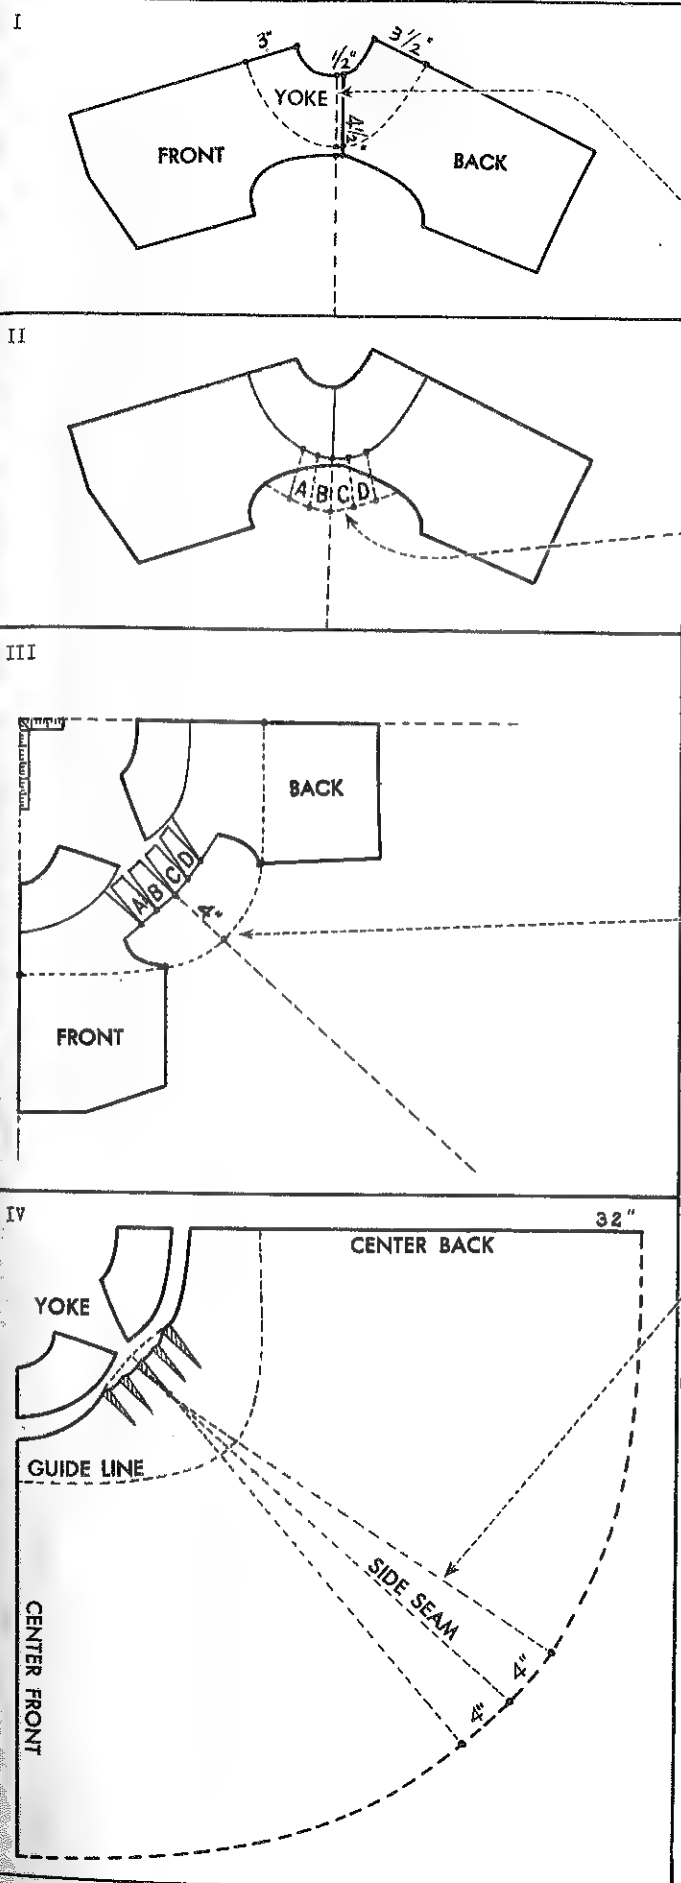 I
3"
1/2"
3 1/2"
YOKE
4 1/2"
FRONT
BACK
II
A B C D
III
BACK
A B C D
4"
FRONT
IV
32"
CENTER BACK
YOKE
GUIDE LINE
SIDE SEAM
CENTER FRONT
4"
4"